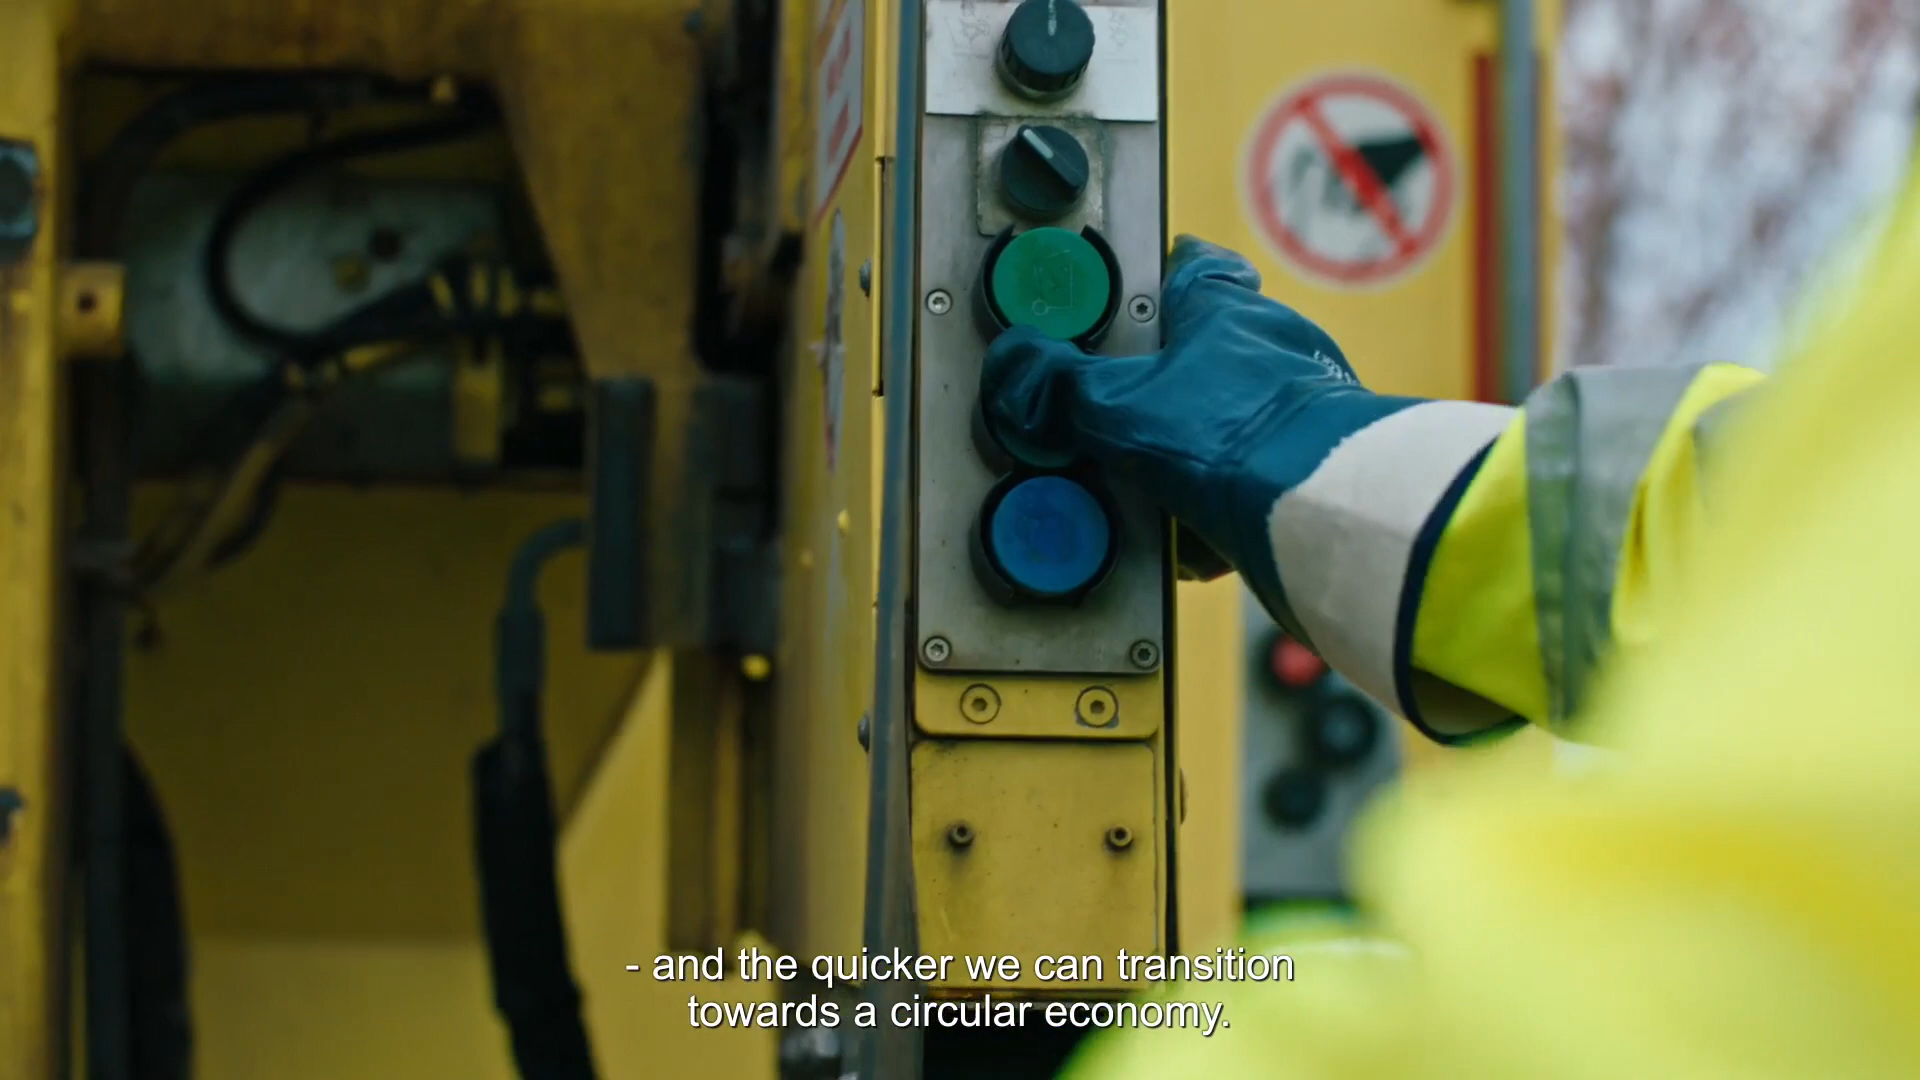 - and the quicker we can transition
towards a circular economy.